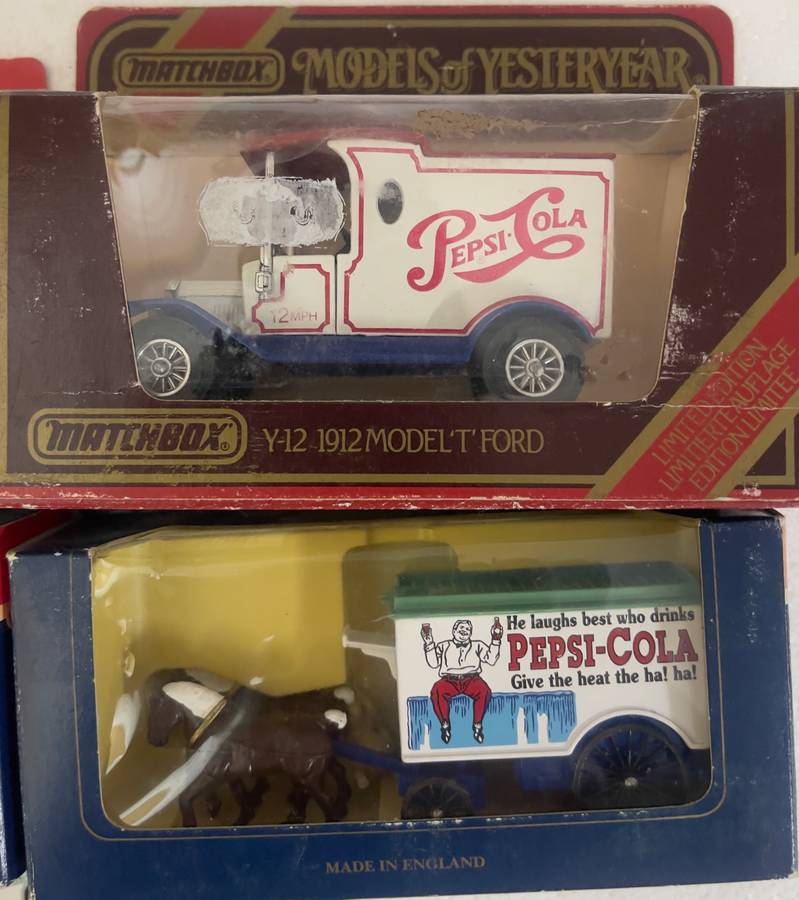 MATCHBOX MODELS of YESTERYEAR
PEPSI·COLA
12 MPH
MATCHBOX Y-12 1912 MODEL 'T' FORD
LIMITED EDITION
LIMITIERTE AUFLAGE
EDITION LIMITÉE
He laughs best who drinks
PEPSI-COLA
Give the heat the ha! ha!
MADE IN ENGLAND